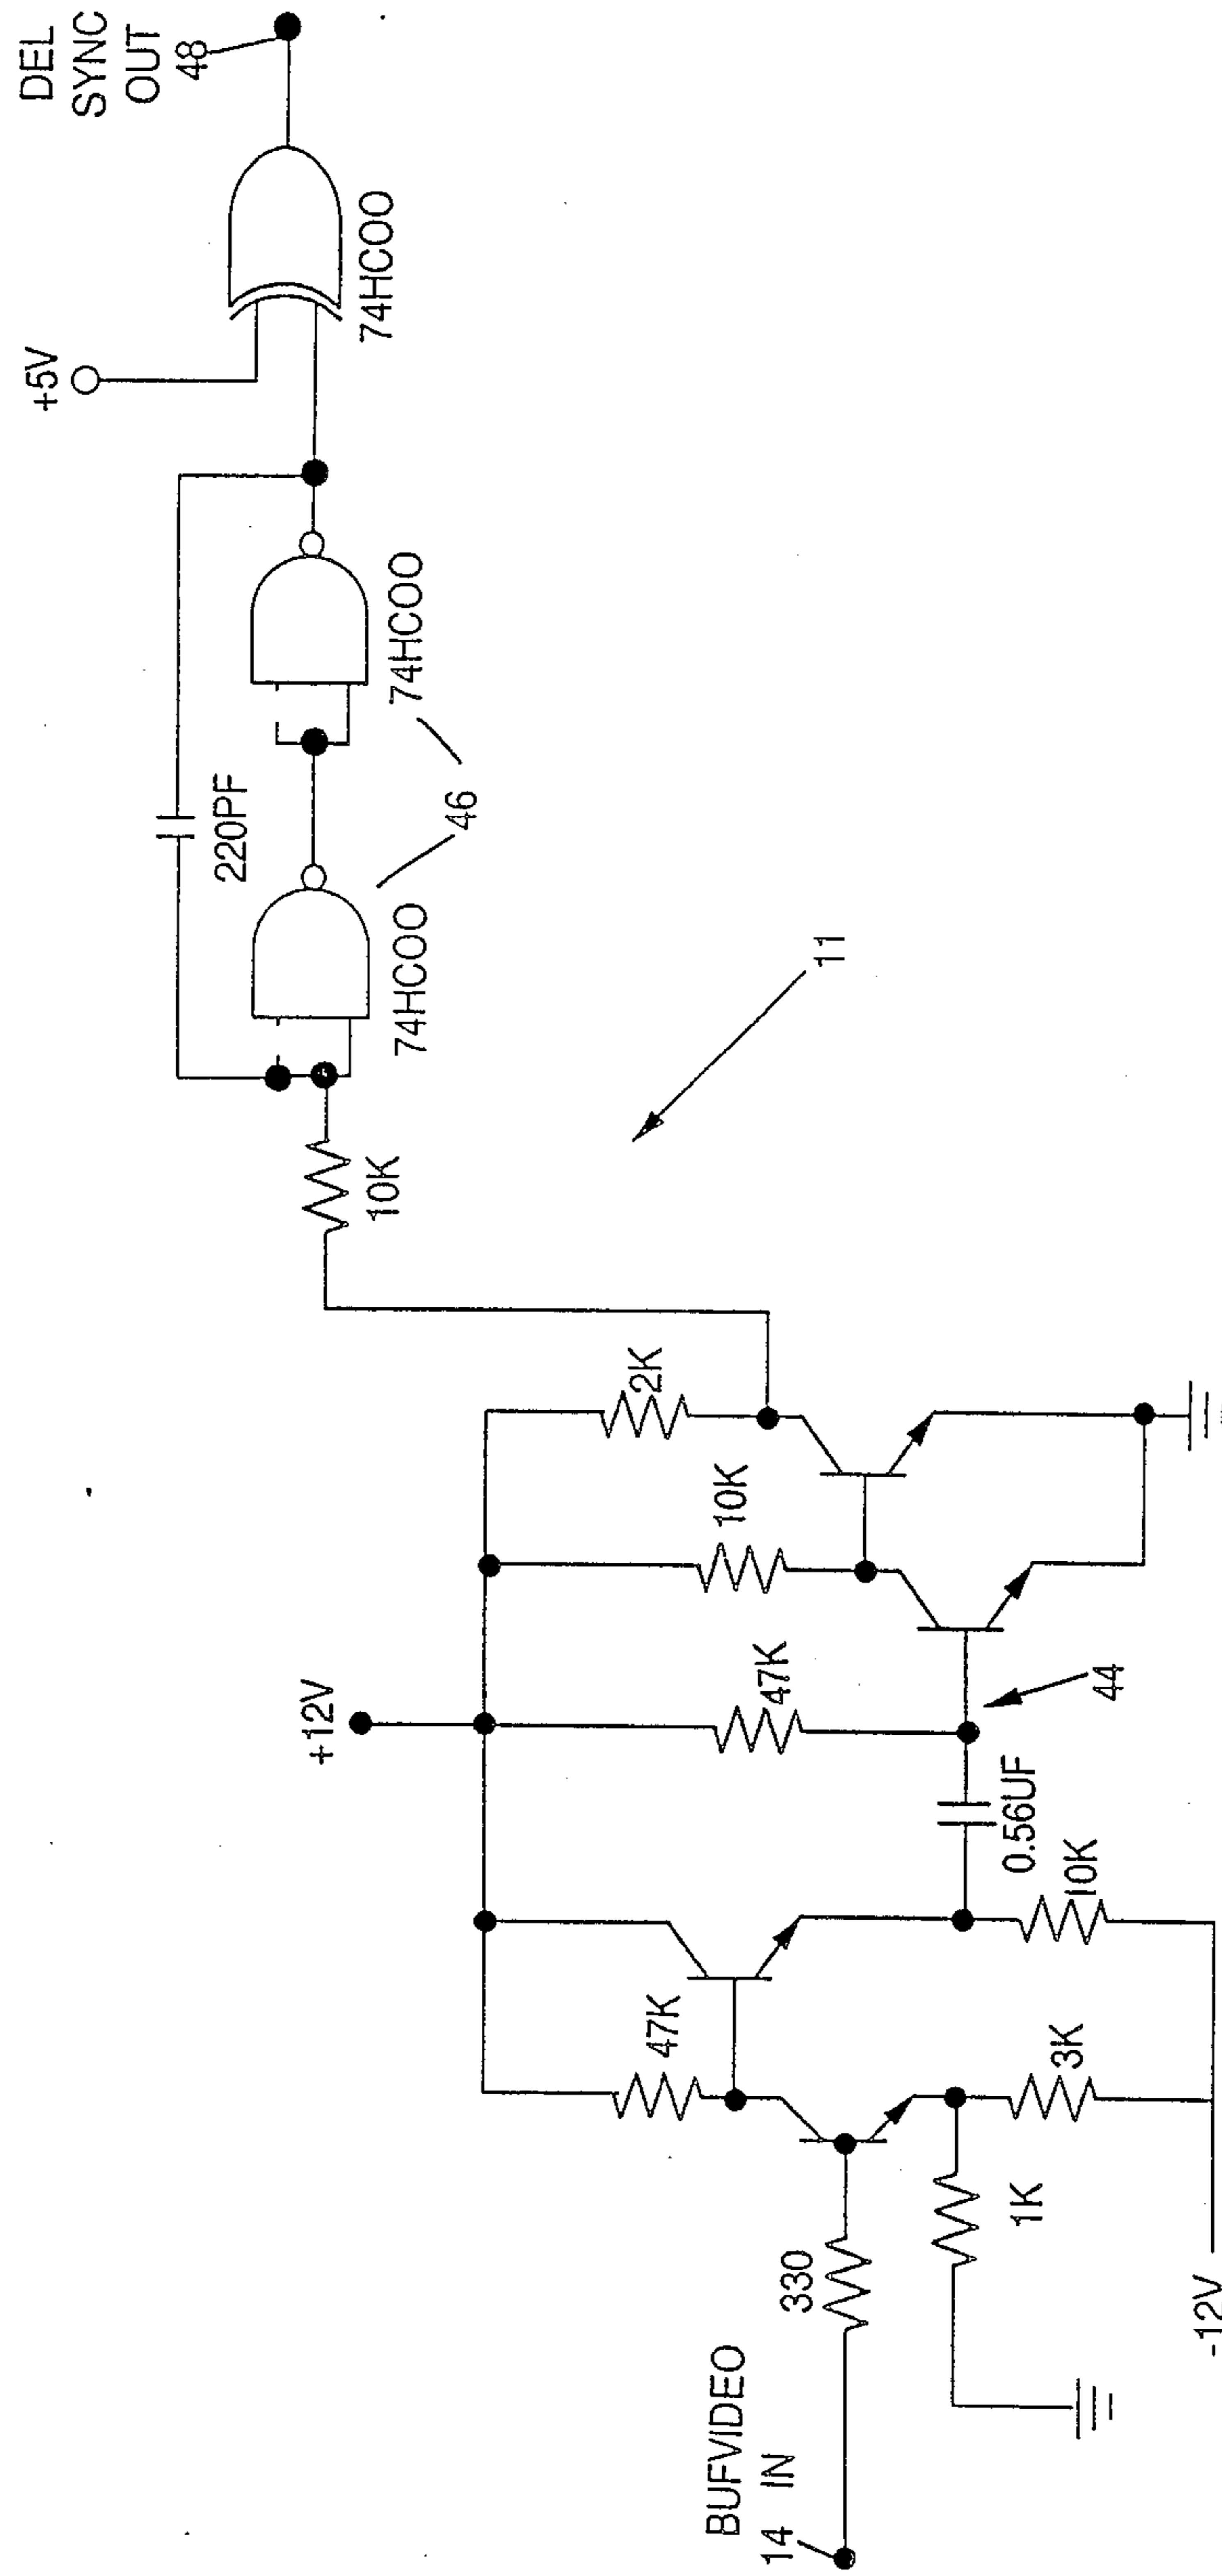 BUFVIDEO
14 IN
330
1K
-12V
3K
47K
10K
0.56UF
44
47K
+12V
10K
2K
10K
11
74HC00
220PF
46
74HC00
+5V
74HC00
DEL
SYNC
OUT
48